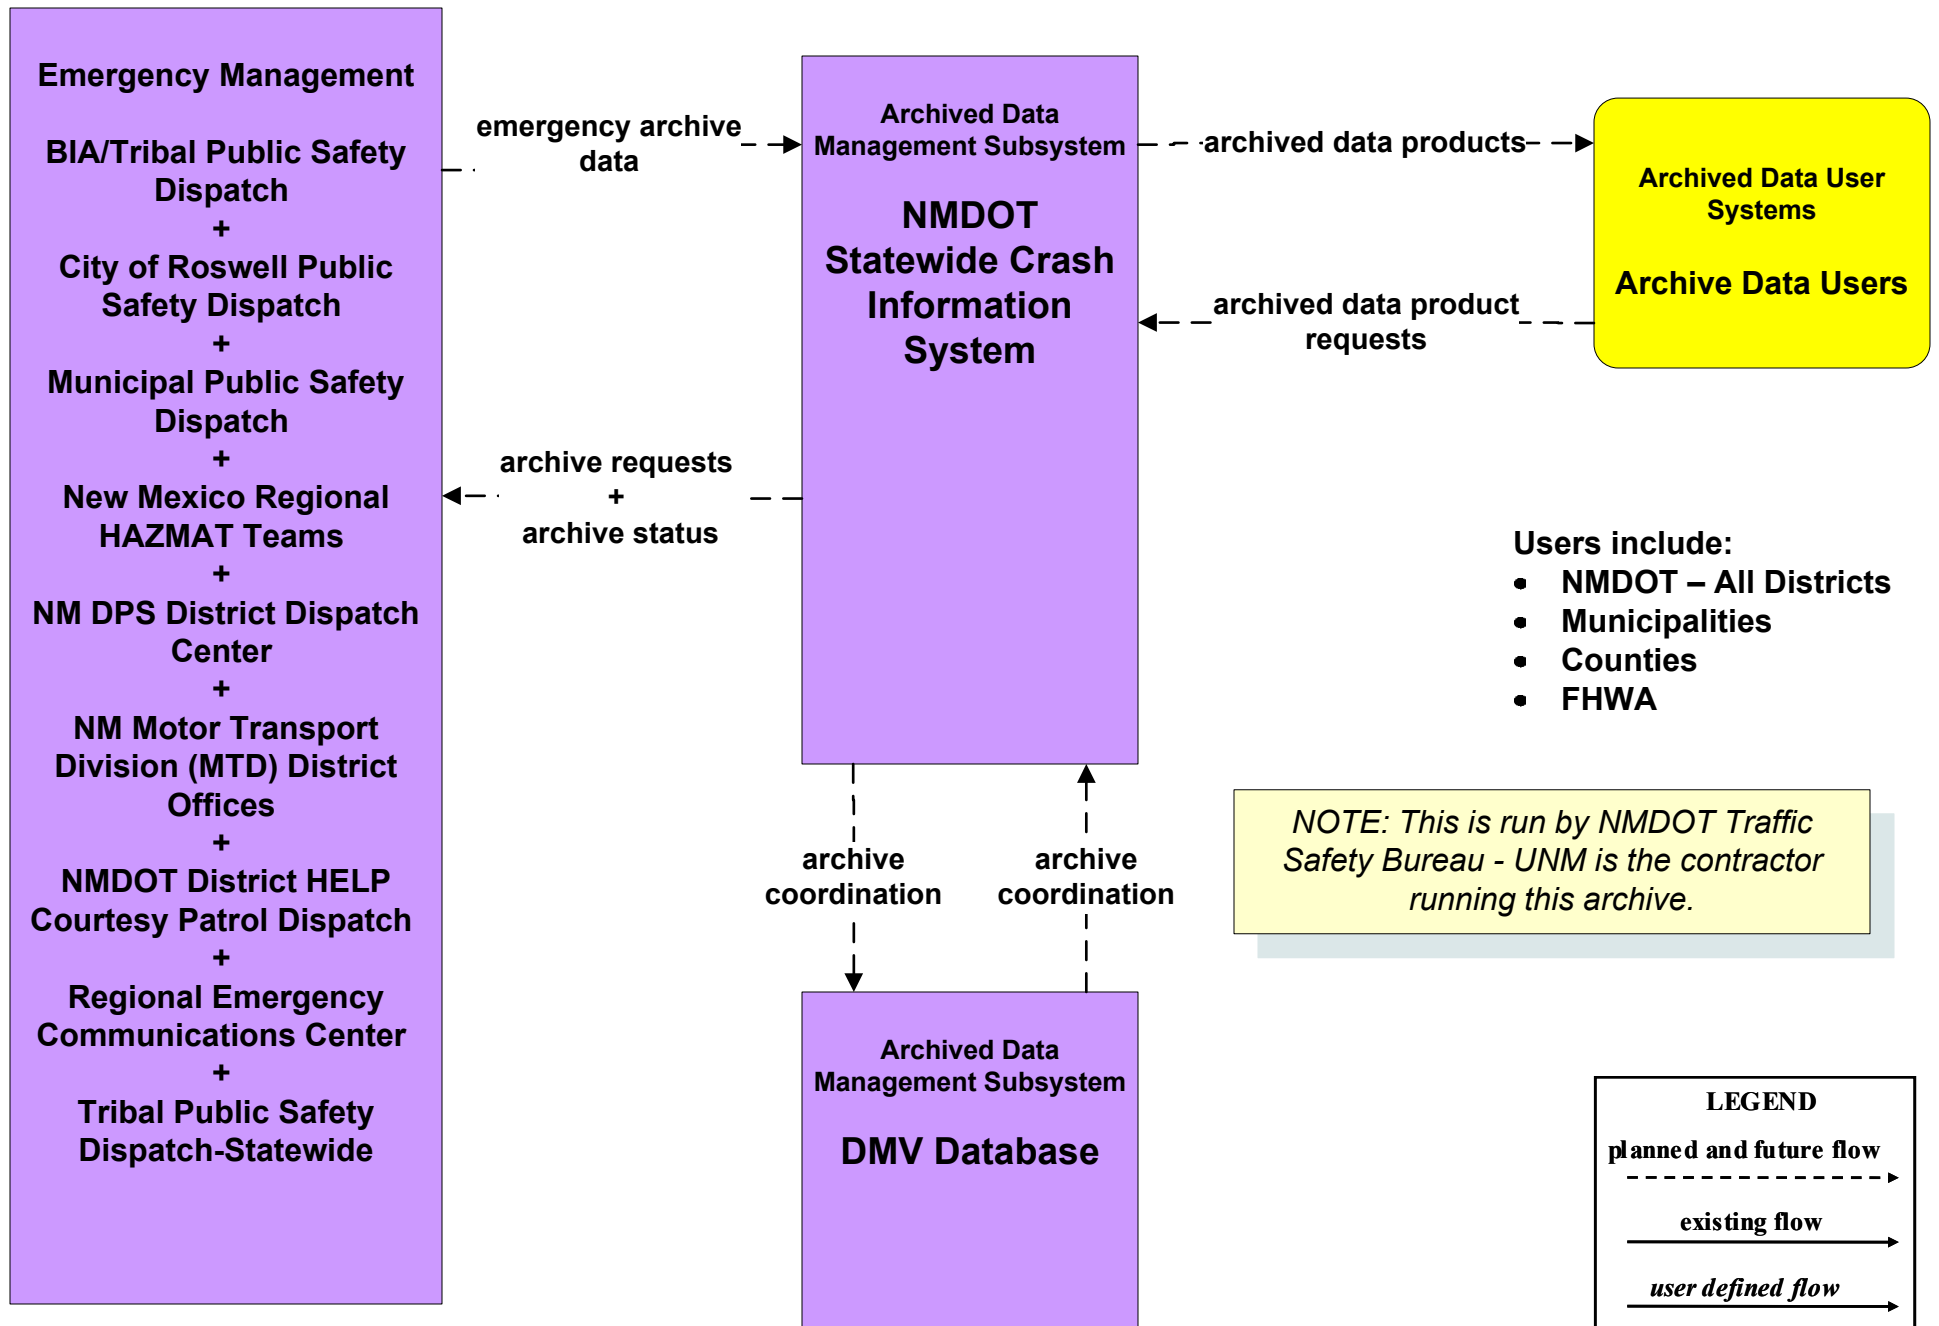 Emergency Management
BIA/Tribal Public Safety
Dispatch
+
City of Roswell Public
Safety Dispatch
+
Municipal Public Safety
Dispatch
+
New Mexico Regional
HAZMAT Teams
+
NM DPS District Dispatch
Center
+
NM Motor Transport
Division (MTD) District
Offices
+
NMDOT District HELP
Courtesy Patrol Dispatch
+
Regional Emergency
Communications Center
+
Tribal Public Safety
Dispatch-Statewide
emergency archive
data
archive requests
+
archive status
Archived Data
Management Subsystem
NMDOT
Statewide Crash
Information
System
archived data products
archived data product
requests
Archived Data User
Systems
Archive Data Users
Users include:
• NMDOT – All Districts
• Municipalities
• Counties
• FHWA
archive
coordination
archive
coordination
NOTE: This is run by NMDOT Traffic
Safety Bureau - UNM is the contractor
running this archive.
Archived Data
Management Subsystem
DMV Database
LEGEND
planned and future flow
existing flow
user defined flow